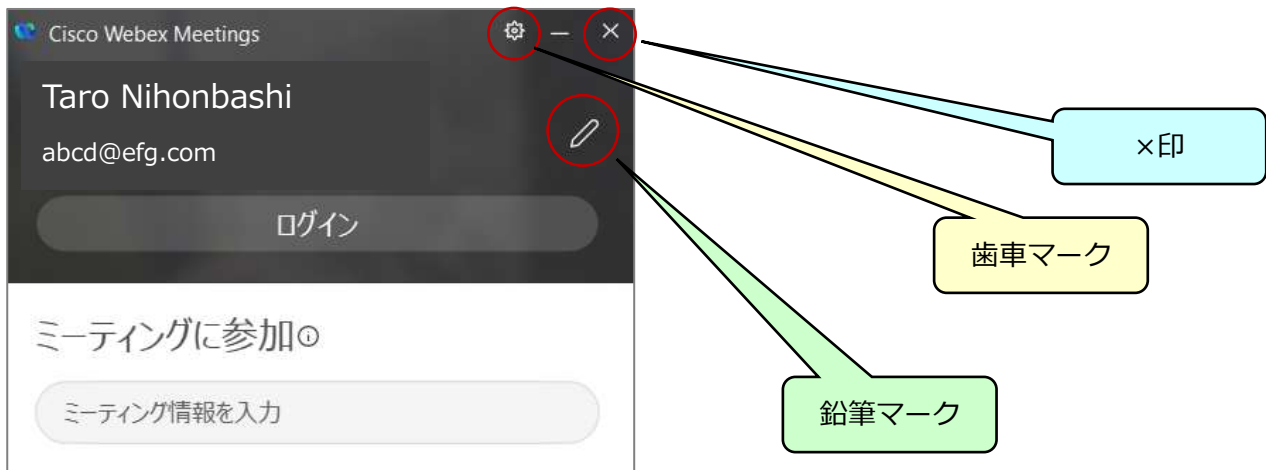 Cisco Webex Meetings
Taro Nihonbashi
abcd@efg.com
ログイン
ミーティングに参加
ミーティング情報を入力
×印
歯車マーク
鉛筆マーク